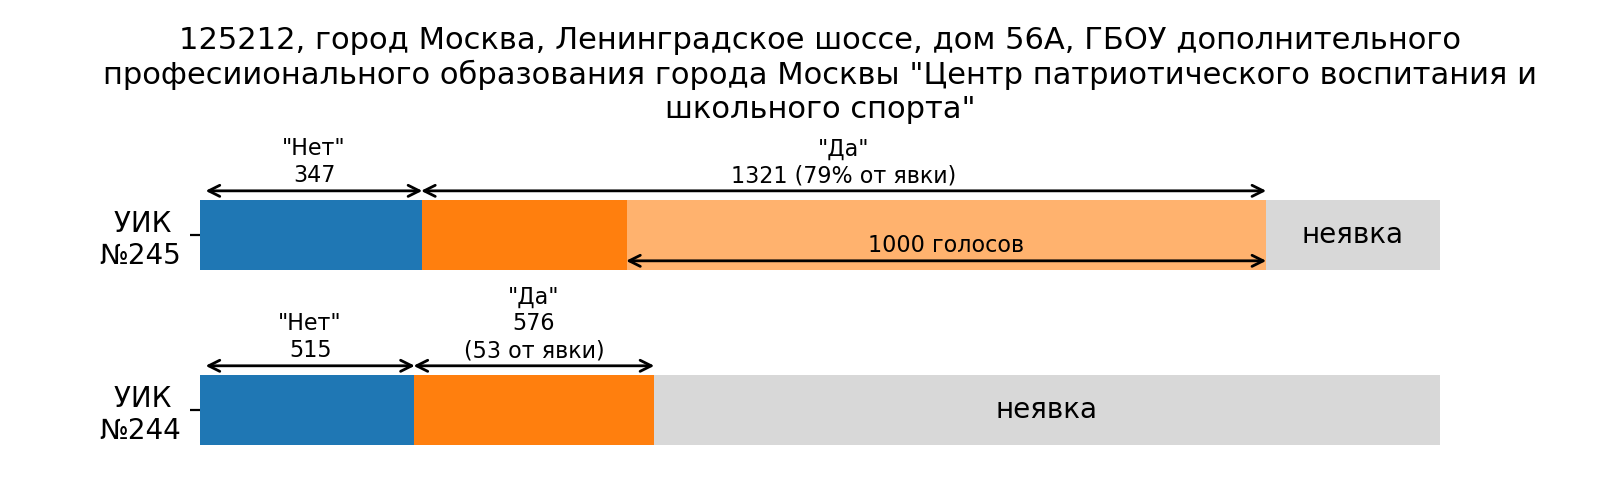 125212, город Москва, Ленинградское шоссе, дом 56А, ГБОУ дополнительного
професиионального образования города Москвы "Центр патриотического воспитания и
школьного спорта"
"Нет"
347
"Да"
1321 (79% от явки)
УИК
№245
1000 голосов
неявка
"Нет"
515
"Да"
576
(53 от явки)
УИК
№244
неявка